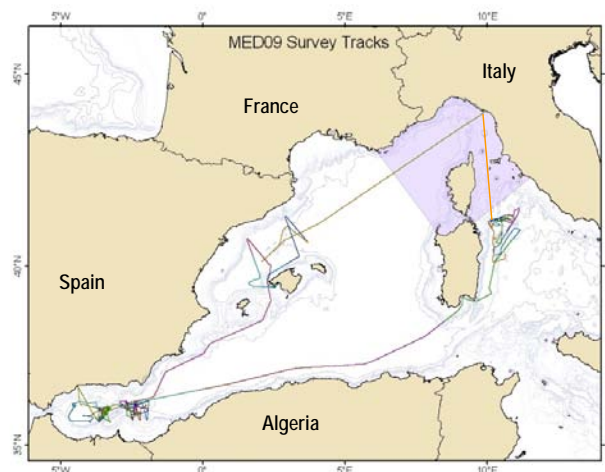 5°W 0° 5°E 10°E
MED09 Survey Tracks
45°N
Italy
France
40°N
Spain
Algeria
35°N
5°W 0° 5°E 10°E